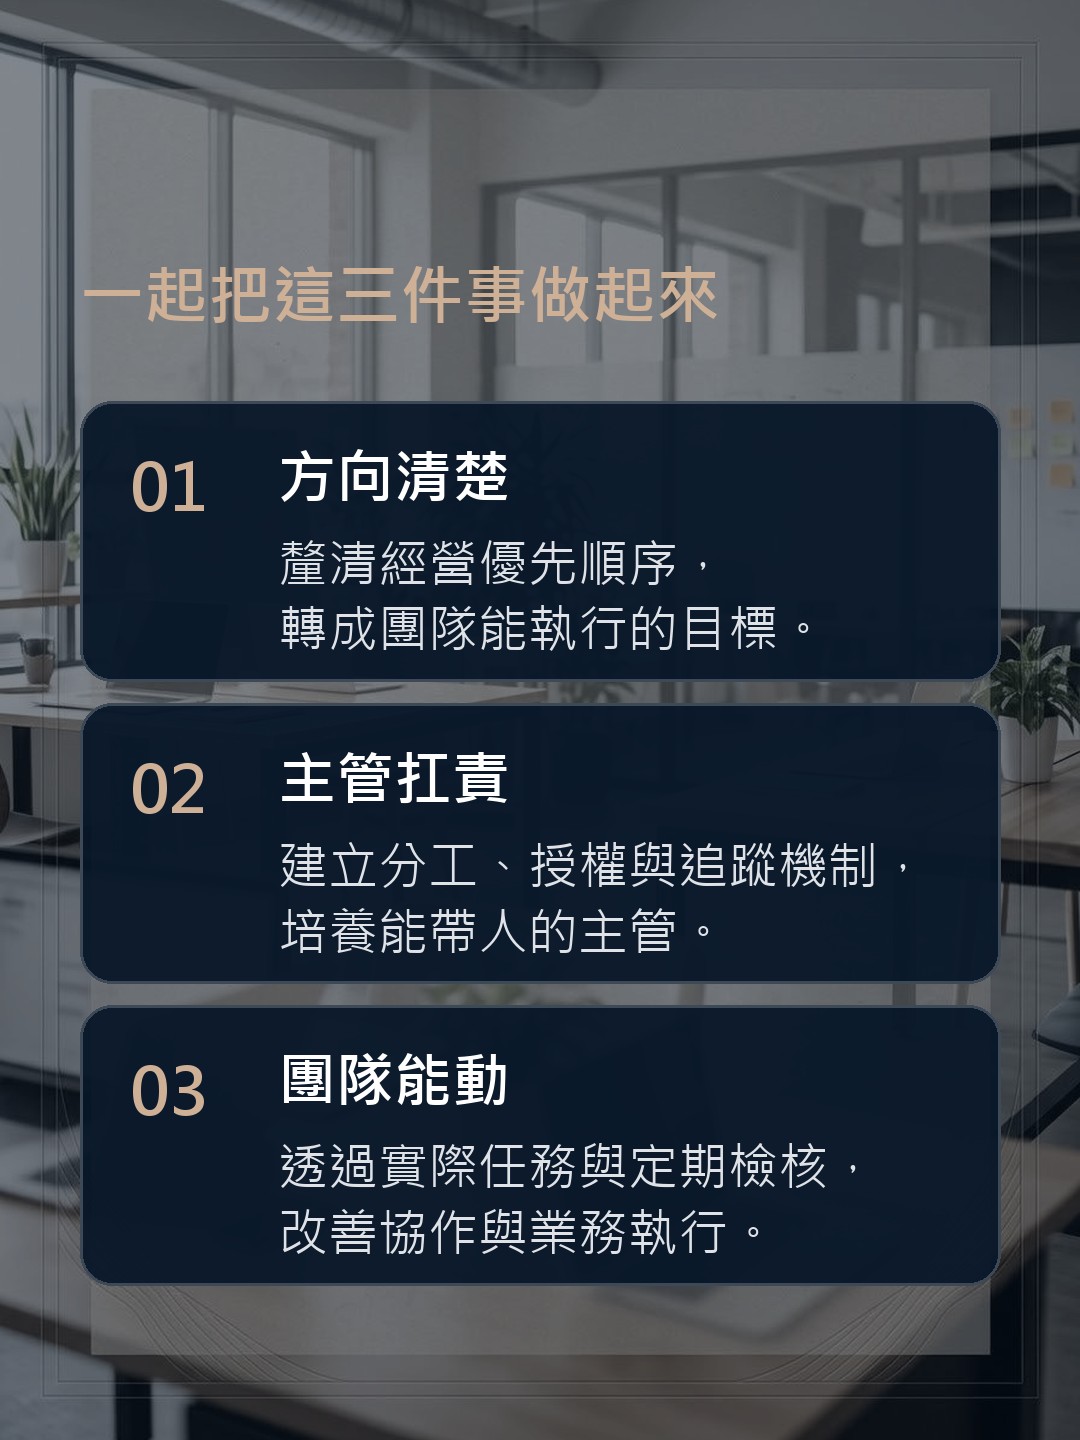 一起把這三件事做起來
01
方向清楚
釐清經營優先順序，
轉成團隊能執行的目標。
02
主管扛責
建立分工、授權與追蹤機制，
培養能帶人的主管。
03
團隊能動
透過實際任務與定期檢核，
改善協作與業務執行。